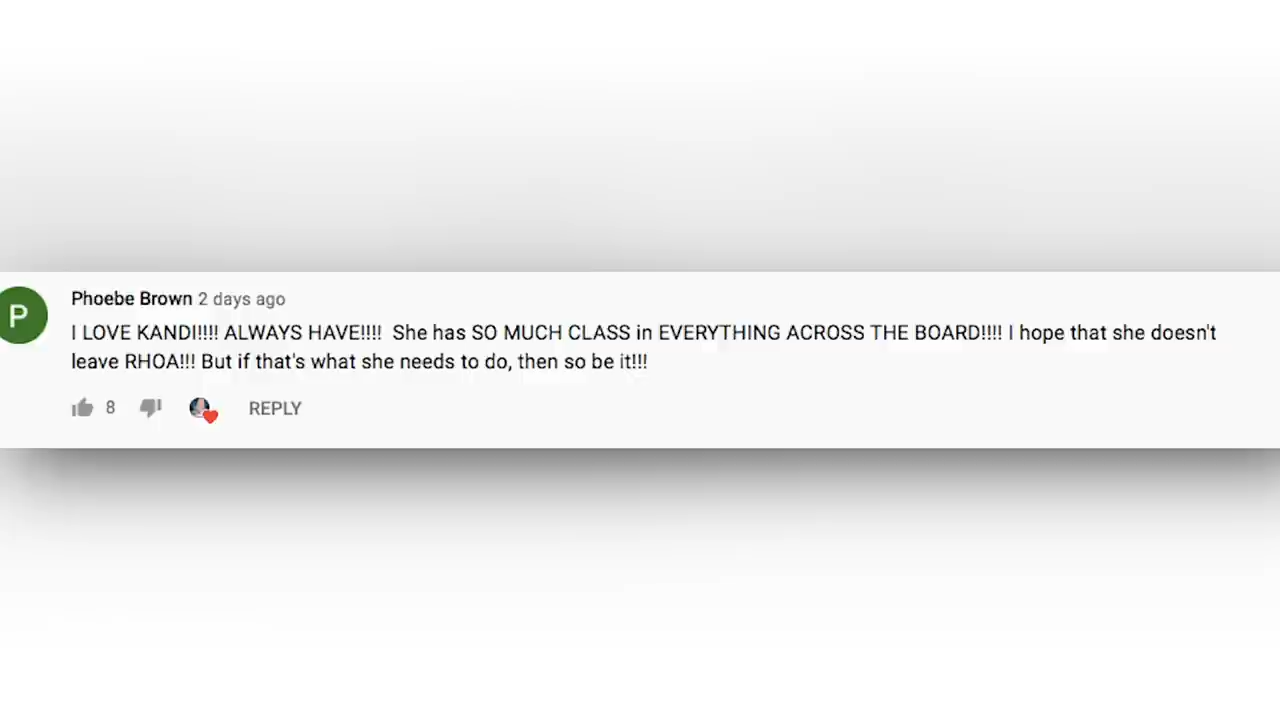 P
Phoebe Brown 2 days ago
I LOVE KANDI!!!! ALWAYS HAVE!!!!  She has SO MUCH CLASS in EVERYTHING ACROSS THE BOARD!!!! I hope that she doesn't
leave RHOA!!! But if that's what she needs to do, then so be it!!!
8 REPLY